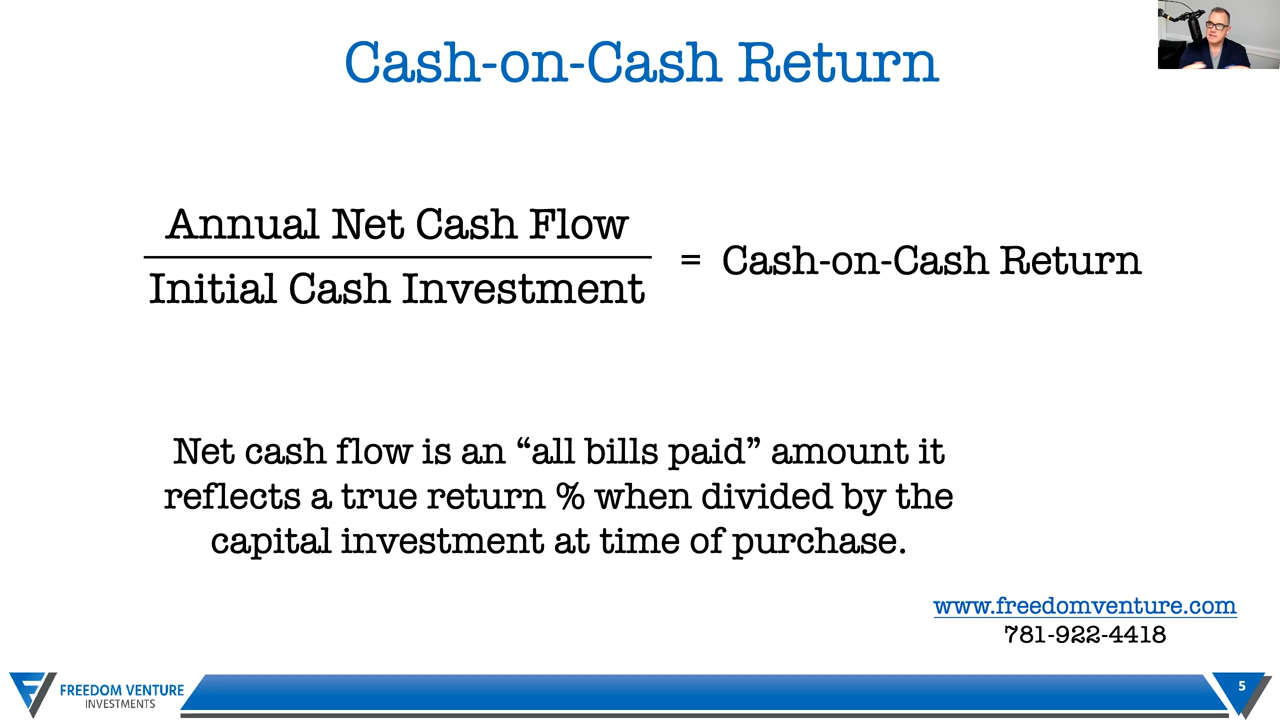 Cash-on-Cash Return
Annual Net Cash Flow
Initial Cash Investment
= Cash-on-Cash Return
Net cash flow is an “all bills paid” amount it
reflects a true return % when divided by the
capital investment at time of purchase.
www.freedomventure.com
781-922-4418
FREEDOM VENTURE
INVESTMENTS
5